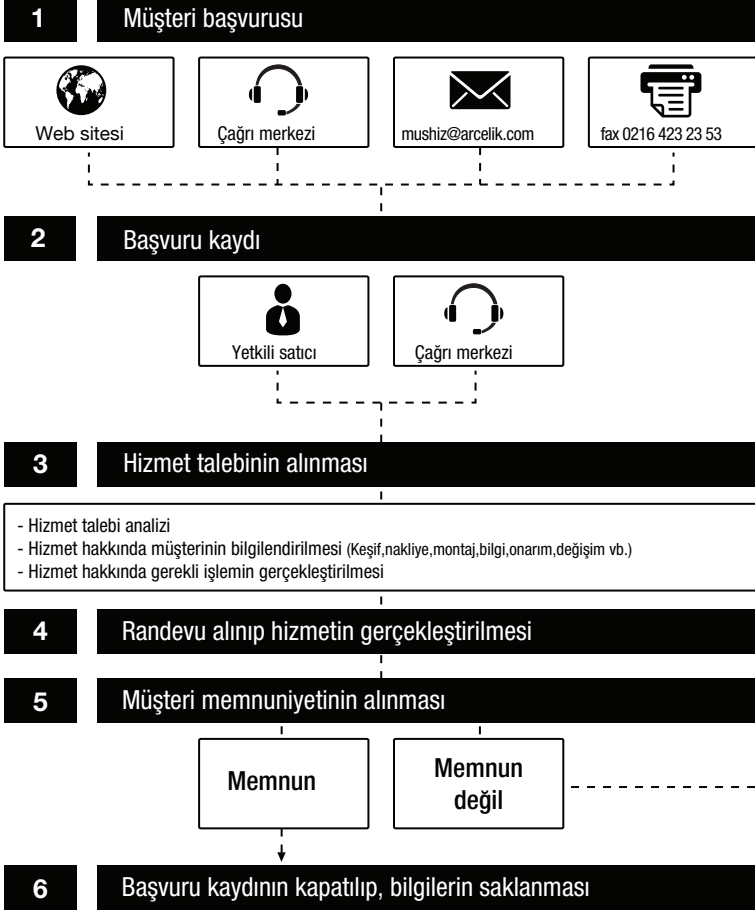 1 Müşteri başvurusu
Web sitesi
Çağrı merkezi
mushiz@arcelik.com
fax 0216 423 23 53
2 Başvuru kaydı
Yetkili satıcı
Çağrı merkezi
3 Hizmet talebinin alınması
- Hizmet talebi analizi
- Hizmet hakkında müşterinin bilgilendirilmesi (Keşif,nakliye,montaj,bilgi,onarım,değişim vb.)
- Hizmet hakkında gerekli işlemin gerçekleştirilmesi
4 Randevu alınıp hizmetin gerçekleştirilmesi
5 Müşteri memnuniyetinin alınması
Memnun
Memnun
değil
6 Başvuru kaydının kapatılıp, bilgilerin saklanması